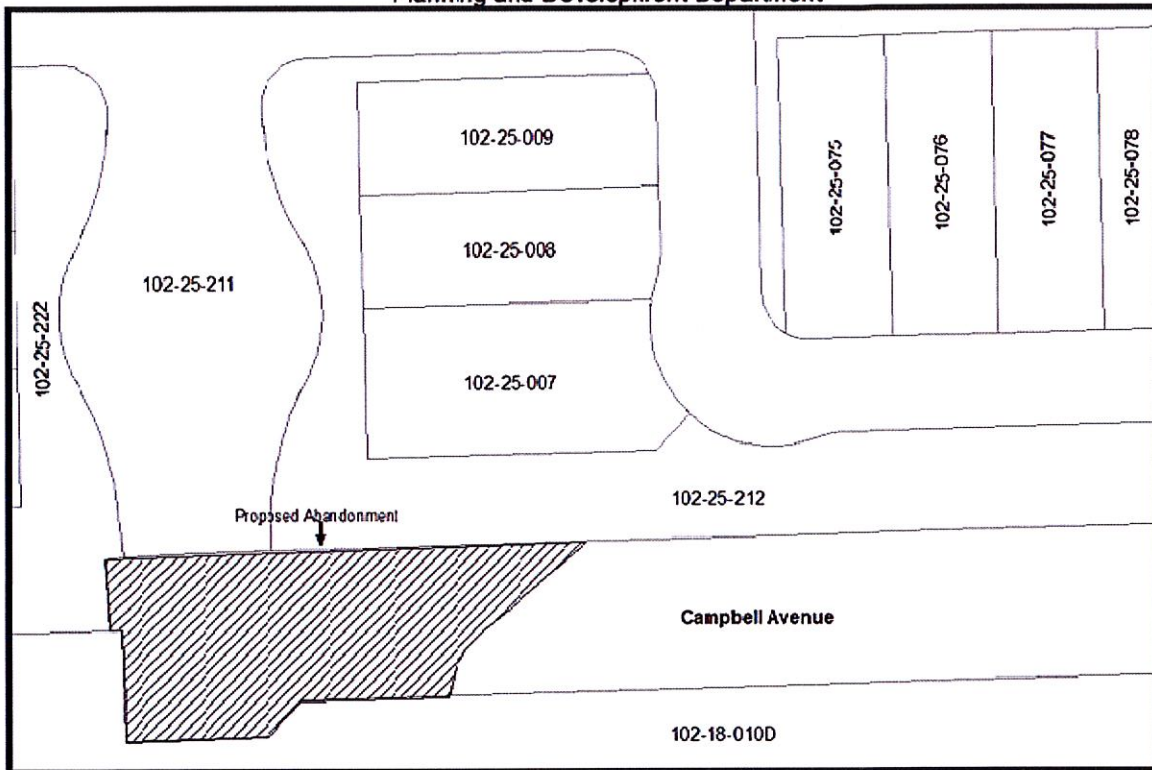 Planning and Development Department
102-25-009
102-25-075
102-25-076
102-25-077
102-25-078
102-25-008
102-25-211
102-25-222
102-25-007
102-25-212
Proposed Abandonment
Campbell Avenue
102-18-010D